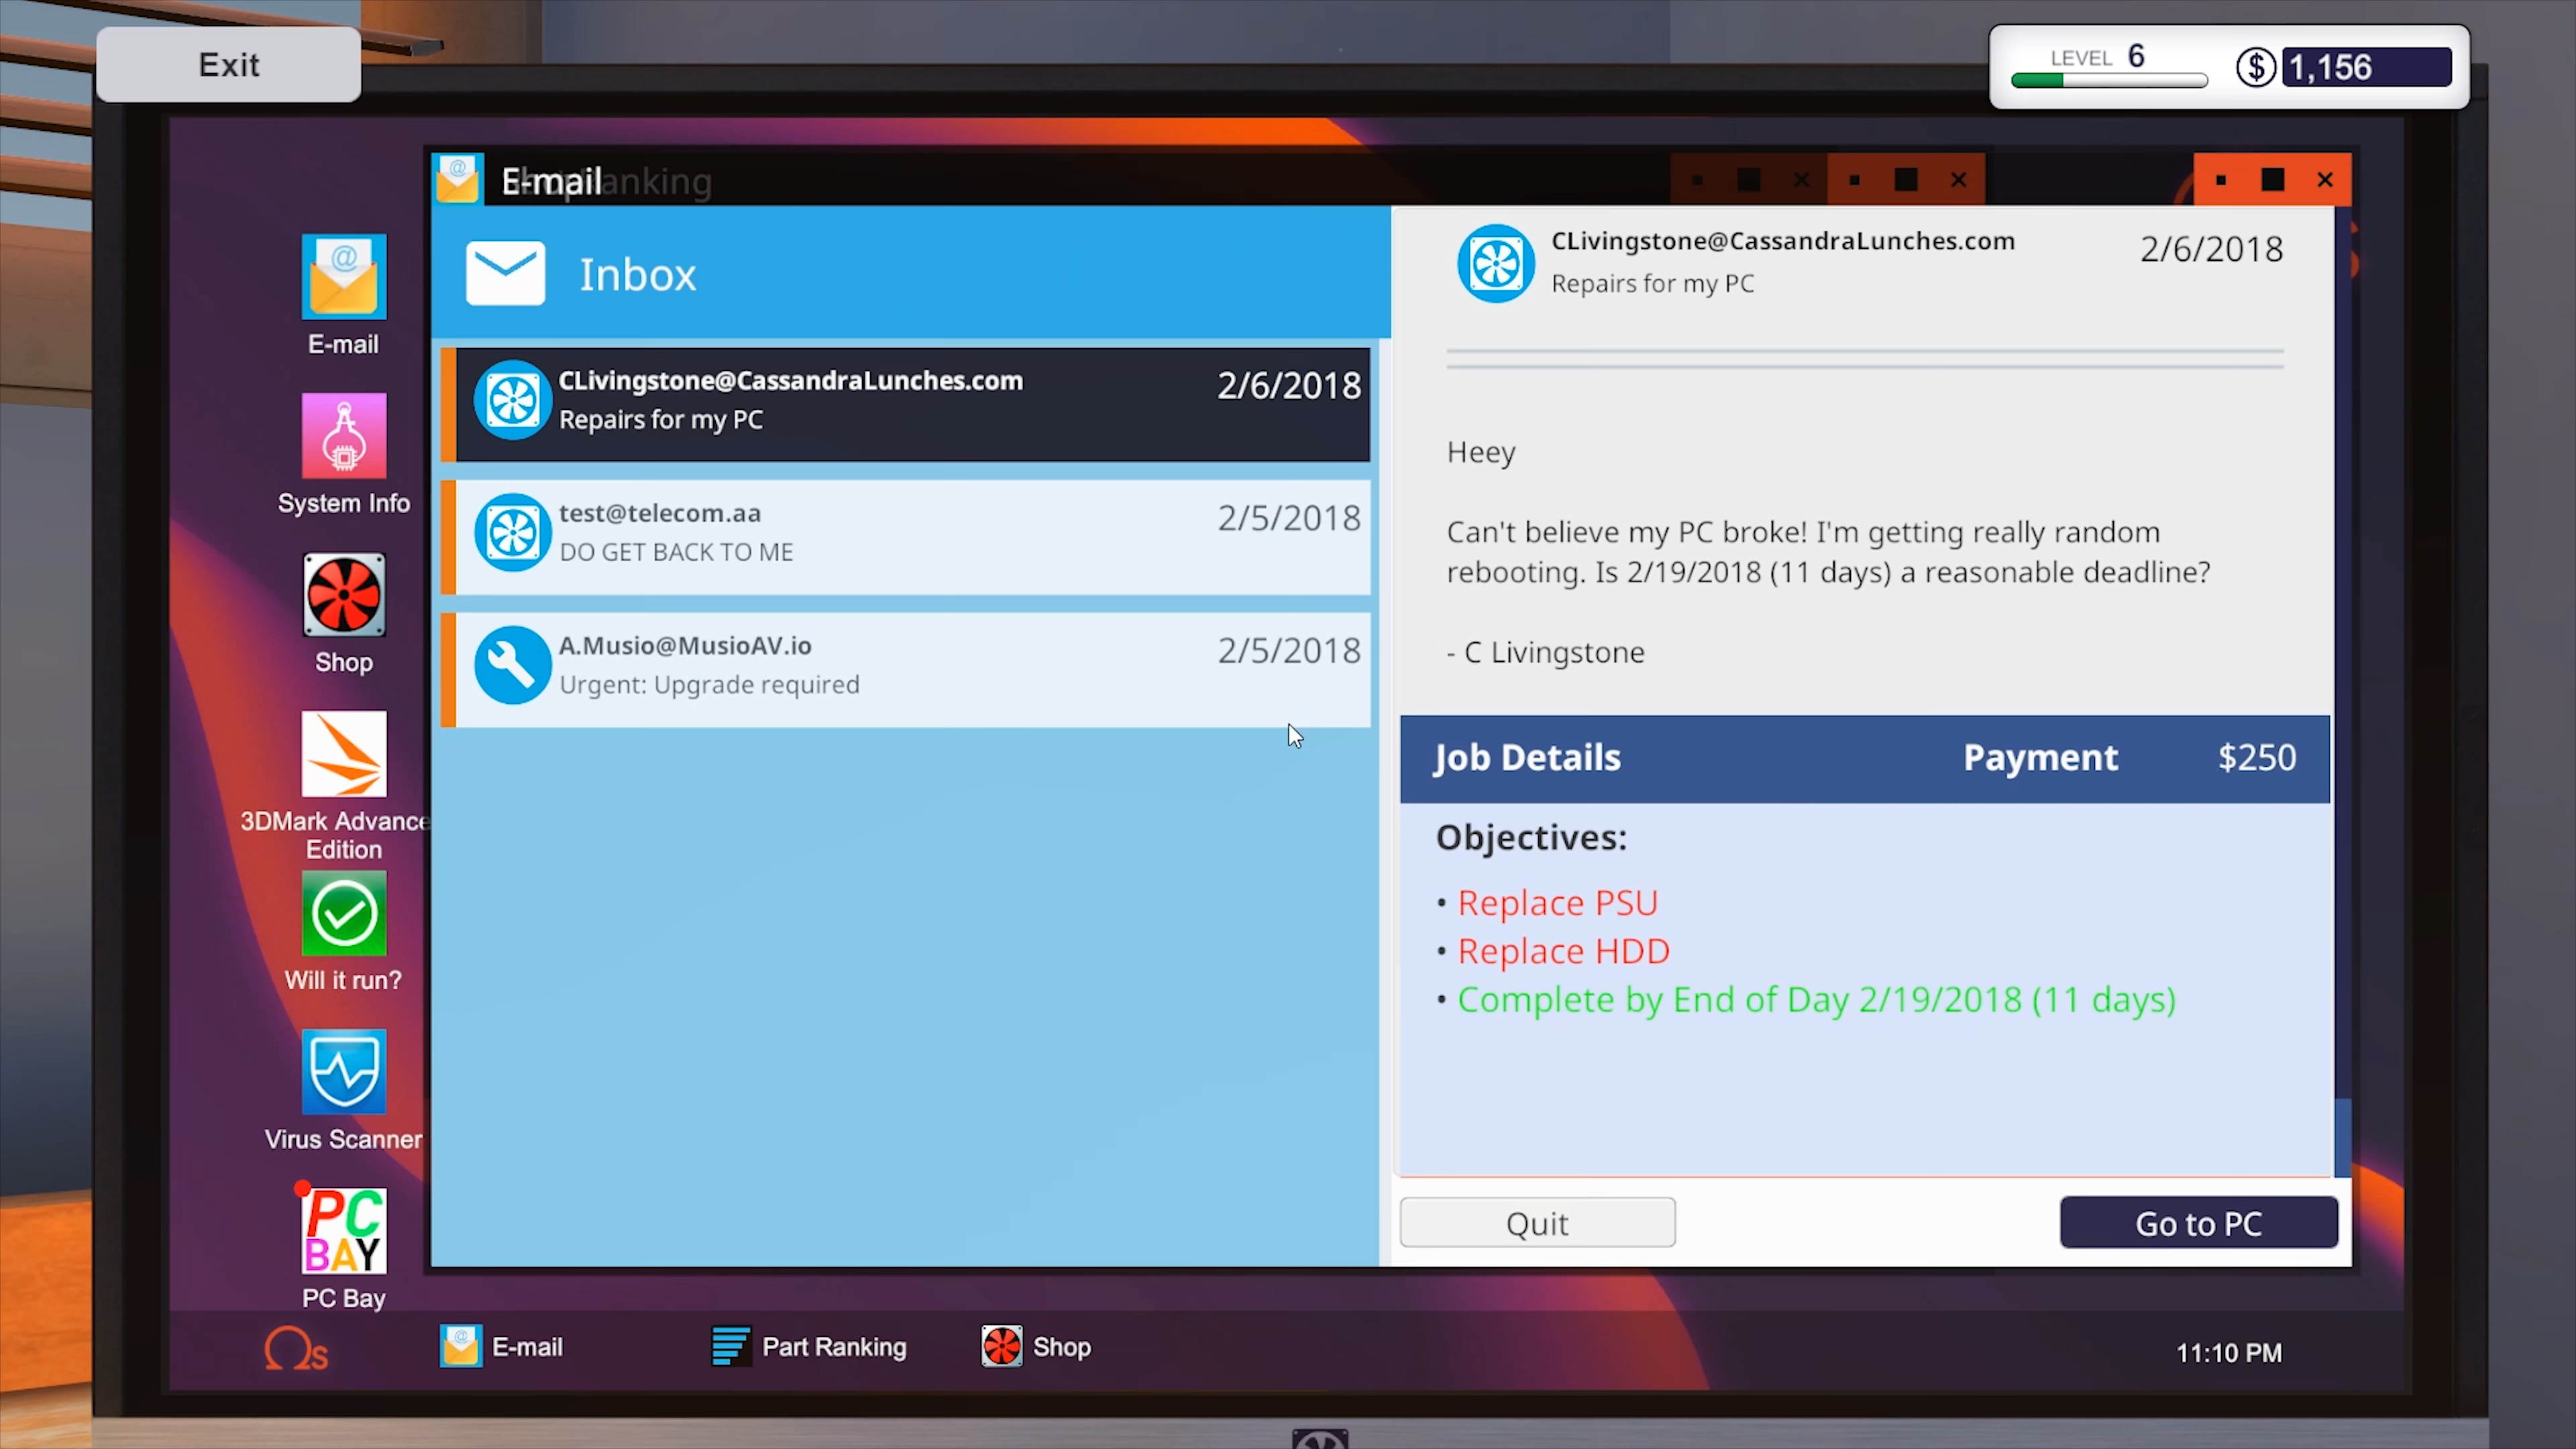 Exit
LEVEL 6
$ 1,156
E-mail
Inbox
CLivingstone@CassandraLunches.com
2/6/2018
Repairs for my PC
test@telecom.aa
2/5/2018
DO GET BACK TO ME
A.Musio@MusioAV.io
2/5/2018
Urgent: Upgrade required
CLivingstone@CassandraLunches.com
2/6/2018
Repairs for my PC
Heey
Can't believe my PC broke! I'm getting really random
rebooting. Is 2/19/2018 (11 days) a reasonable deadline?
- C Livingstone
Job Details
Payment
$250
Objectives:
• Replace PSU
• Replace HDD
• Complete by End of Day 2/19/2018 (11 days)
Quit
Go to PC
E-mail
System Info
Shop
3DMark Advance
Edition
Will it run?
Virus Scanner
PC
BAY
PC Bay
Ωs
E-mail
Part Ranking
Shop
11:10 PM